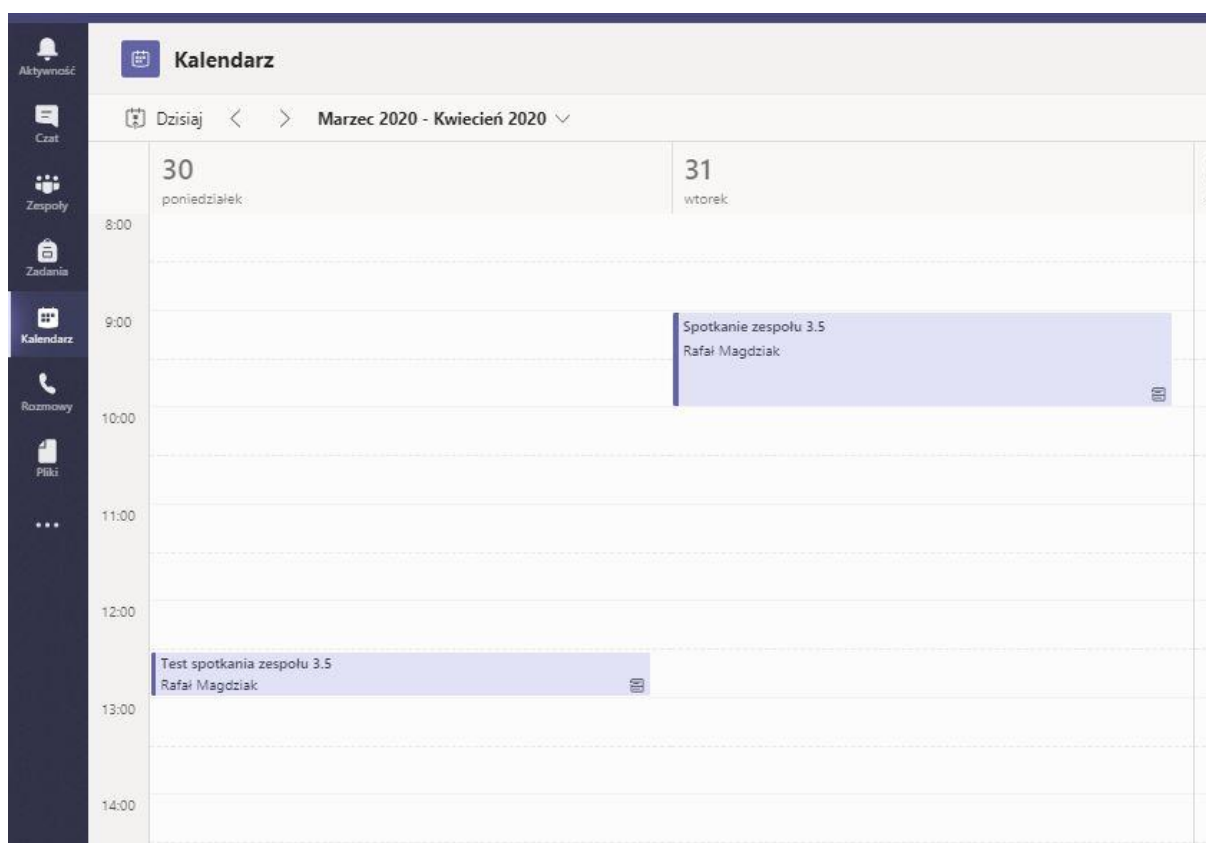 Aktywność
Czat
Zespoły
Zadania
Kalendarz
Rozmowy
Pliki
Kalendarz
Dzisiaj
Marzec 2020 - Kwiecień 2020
30
poniedziałek
31
wtorek
8:00
9:00
Spotkanie zespołu 3.5
Rafał Magdziak
10:00
11:00
12:00
Test spotkania zespołu 3.5
Rafał Magdziak
13:00
14:00